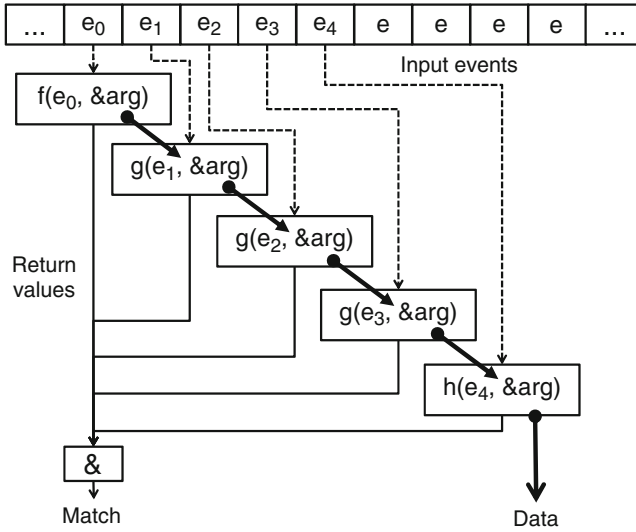 ... e₀ e₁ e₂ e₃ e₄ e e e e ...
Input events
f(e₀, &arg)
g(e₁, &arg)
g(e₂, &arg)
Return
values
g(e₃, &arg)
h(e₄, &arg)
&
Match
Data